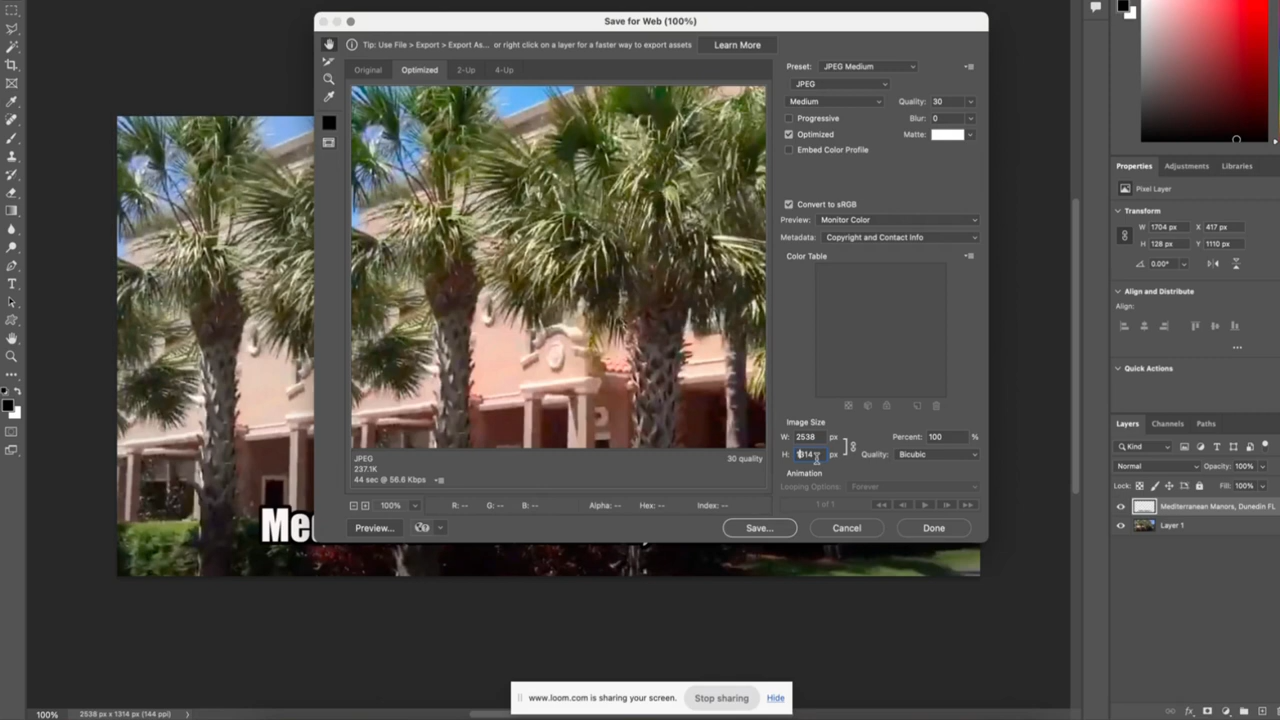 Save for Web (100%)
Tip: Use File > Export > Export As... or right click on a layer for a faster way to export assets
Learn More
Original
Optimized
2-Up
4-Up
Preset: JPEG Medium
JPEG
Medium
Quality: 30
Progressive
Blur: 0
Optimized
Matte:
Embed Color Profile
Convert to sRGB
Preview: Monitor Color
Metadata: Copyright and Contact Info
Color Table
Image Size
W: 2538 px
Percent: 100 %
H: 1314 px
Quality: Bicubic
Animation
Looping Options: Forever
1 of 1
JPEG
237.1K
44 sec @ 56.6 Kbps
30 quality
100%
R: --
G: --
B: --
Alpha: --
Hex: --
Index: --
Preview...
Save...
Cancel
Done
Properties
Adjustments
Libraries
Pixel Layer
Transform
W 1704 px
X 417 px
H 128 px
Y 1110 px
0.00°
Align and Distribute
Align:
Quick Actions
Layers
Channels
Paths
Kind
Normal
Opacity: 100%
Lock:
Fill: 100%
Mediterranean Manors, Dunedin FL
Layer 1
www.loom.com is sharing your screen.
Stop sharing
Hide
100%
2538 px x 1314 px (144 ppi)